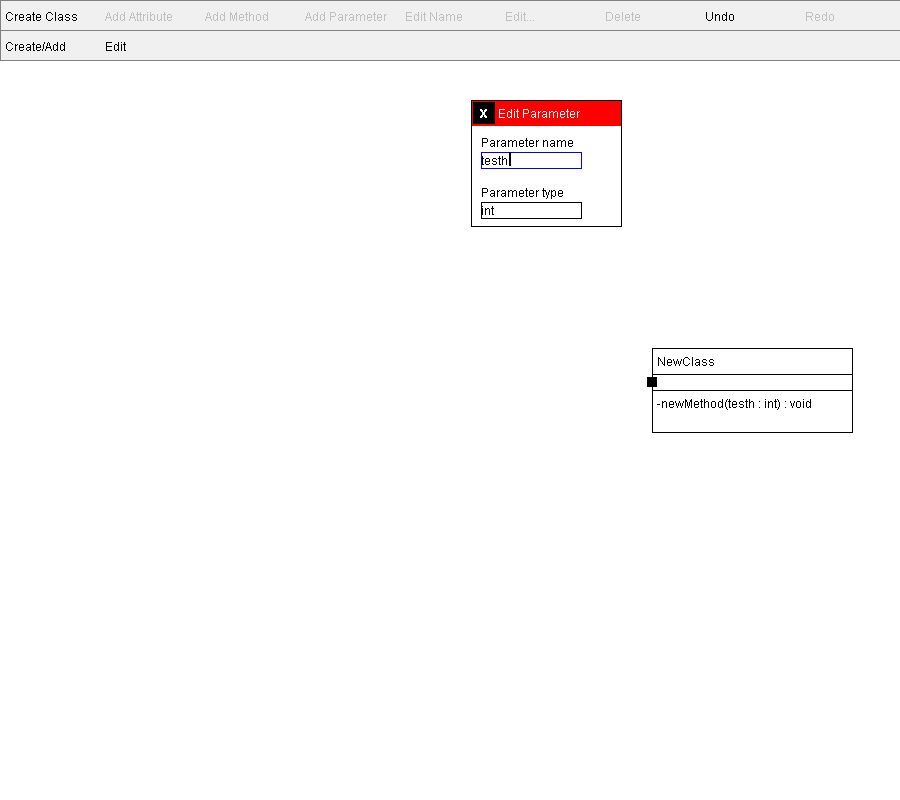 Create Class Add Attribute Add Method Add Parameter Edit Name Edit... Delete Undo Redo
Create/Add Edit
X Edit Parameter
Parameter name
testh
Parameter type
int
NewClass
-newMethod(testh : int) : void